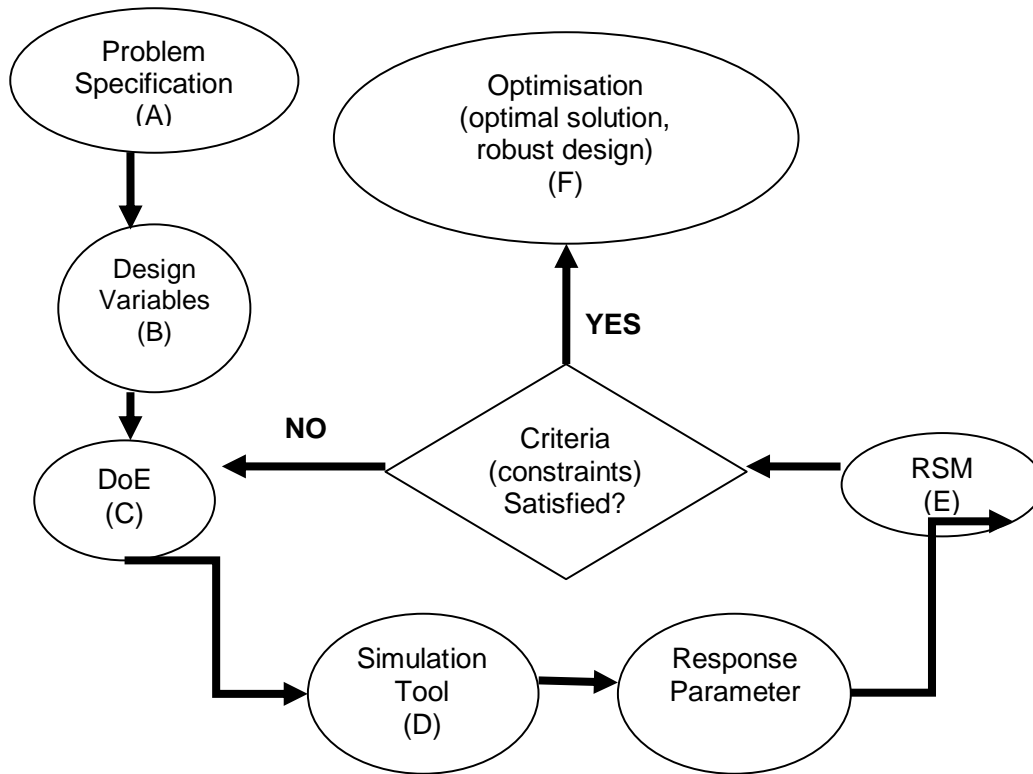 Problem
Specification
(A)
Optimisation
(optimal solution,
robust design)
(F)
Design
Variables
(B)
YES
NO
DoE
(C)
Criteria
(constraints)
Satisfied?
RSM
(E)
Simulation
Tool
(D)
Response
Parameter